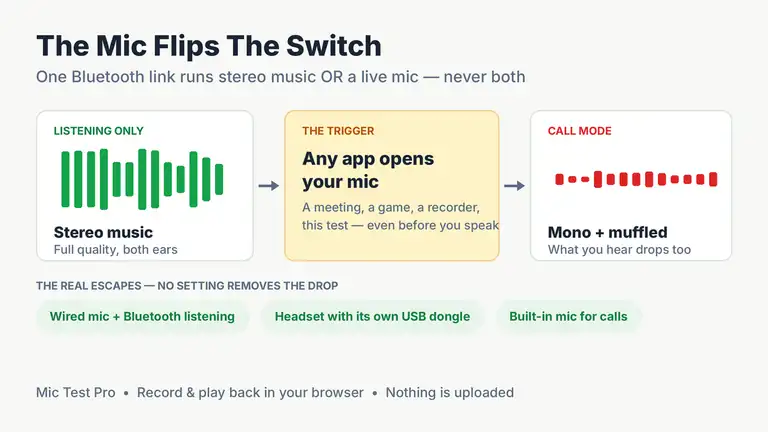 The Mic Flips The Switch
One Bluetooth link runs stereo music OR a live mic — never both
LISTENING ONLY
Stereo music
Full quality, both ears
THE TRIGGER
Any app opens
your mic
A meeting, a game, a recorder,
this test — even before you speak
CALL MODE
Mono + muffled
What you hear drops too
THE REAL ESCAPES — NO SETTING REMOVES THE DROP
Wired mic + Bluetooth listening
Headset with its own USB dongle
Built-in mic for calls
Mic Test Pro • Record & play back in your browser • Nothing is uploaded